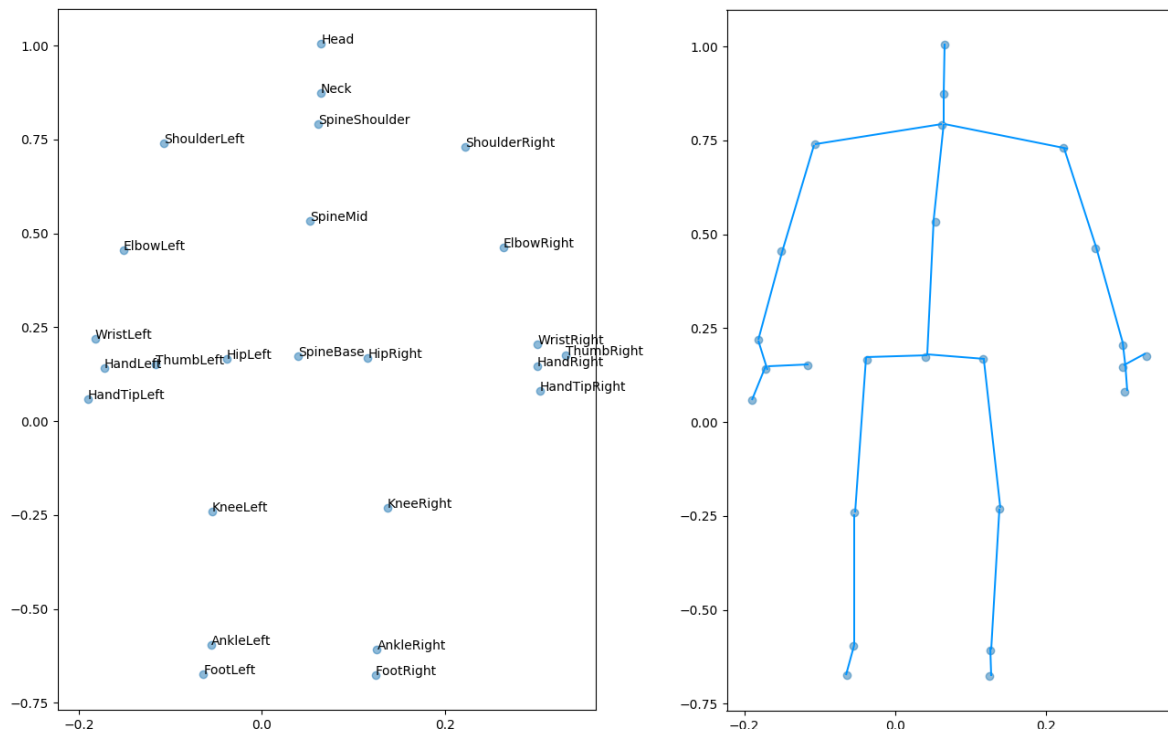 1.00
0.75
0.50
0.25
0.00
−0.25
−0.50
−0.75
−0.2
0.0
0.2
Head
Neck
SpineShoulder
ShoulderLeft
ShoulderRight
SpineMid
ElbowLeft
ElbowRight
WristLeft
WristRight
HandLeft
ThumbLeft
HipLeft
SpineBase
HipRight
ThumbRight
HandRight
HandTipLeft
HandTipRight
KneeLeft
KneeRight
AnkleLeft
AnkleRight
FootLeft
FootRight
1.00
0.75
0.50
0.25
0.00
−0.25
−0.50
−0.75
−0.2
0.0
0.2